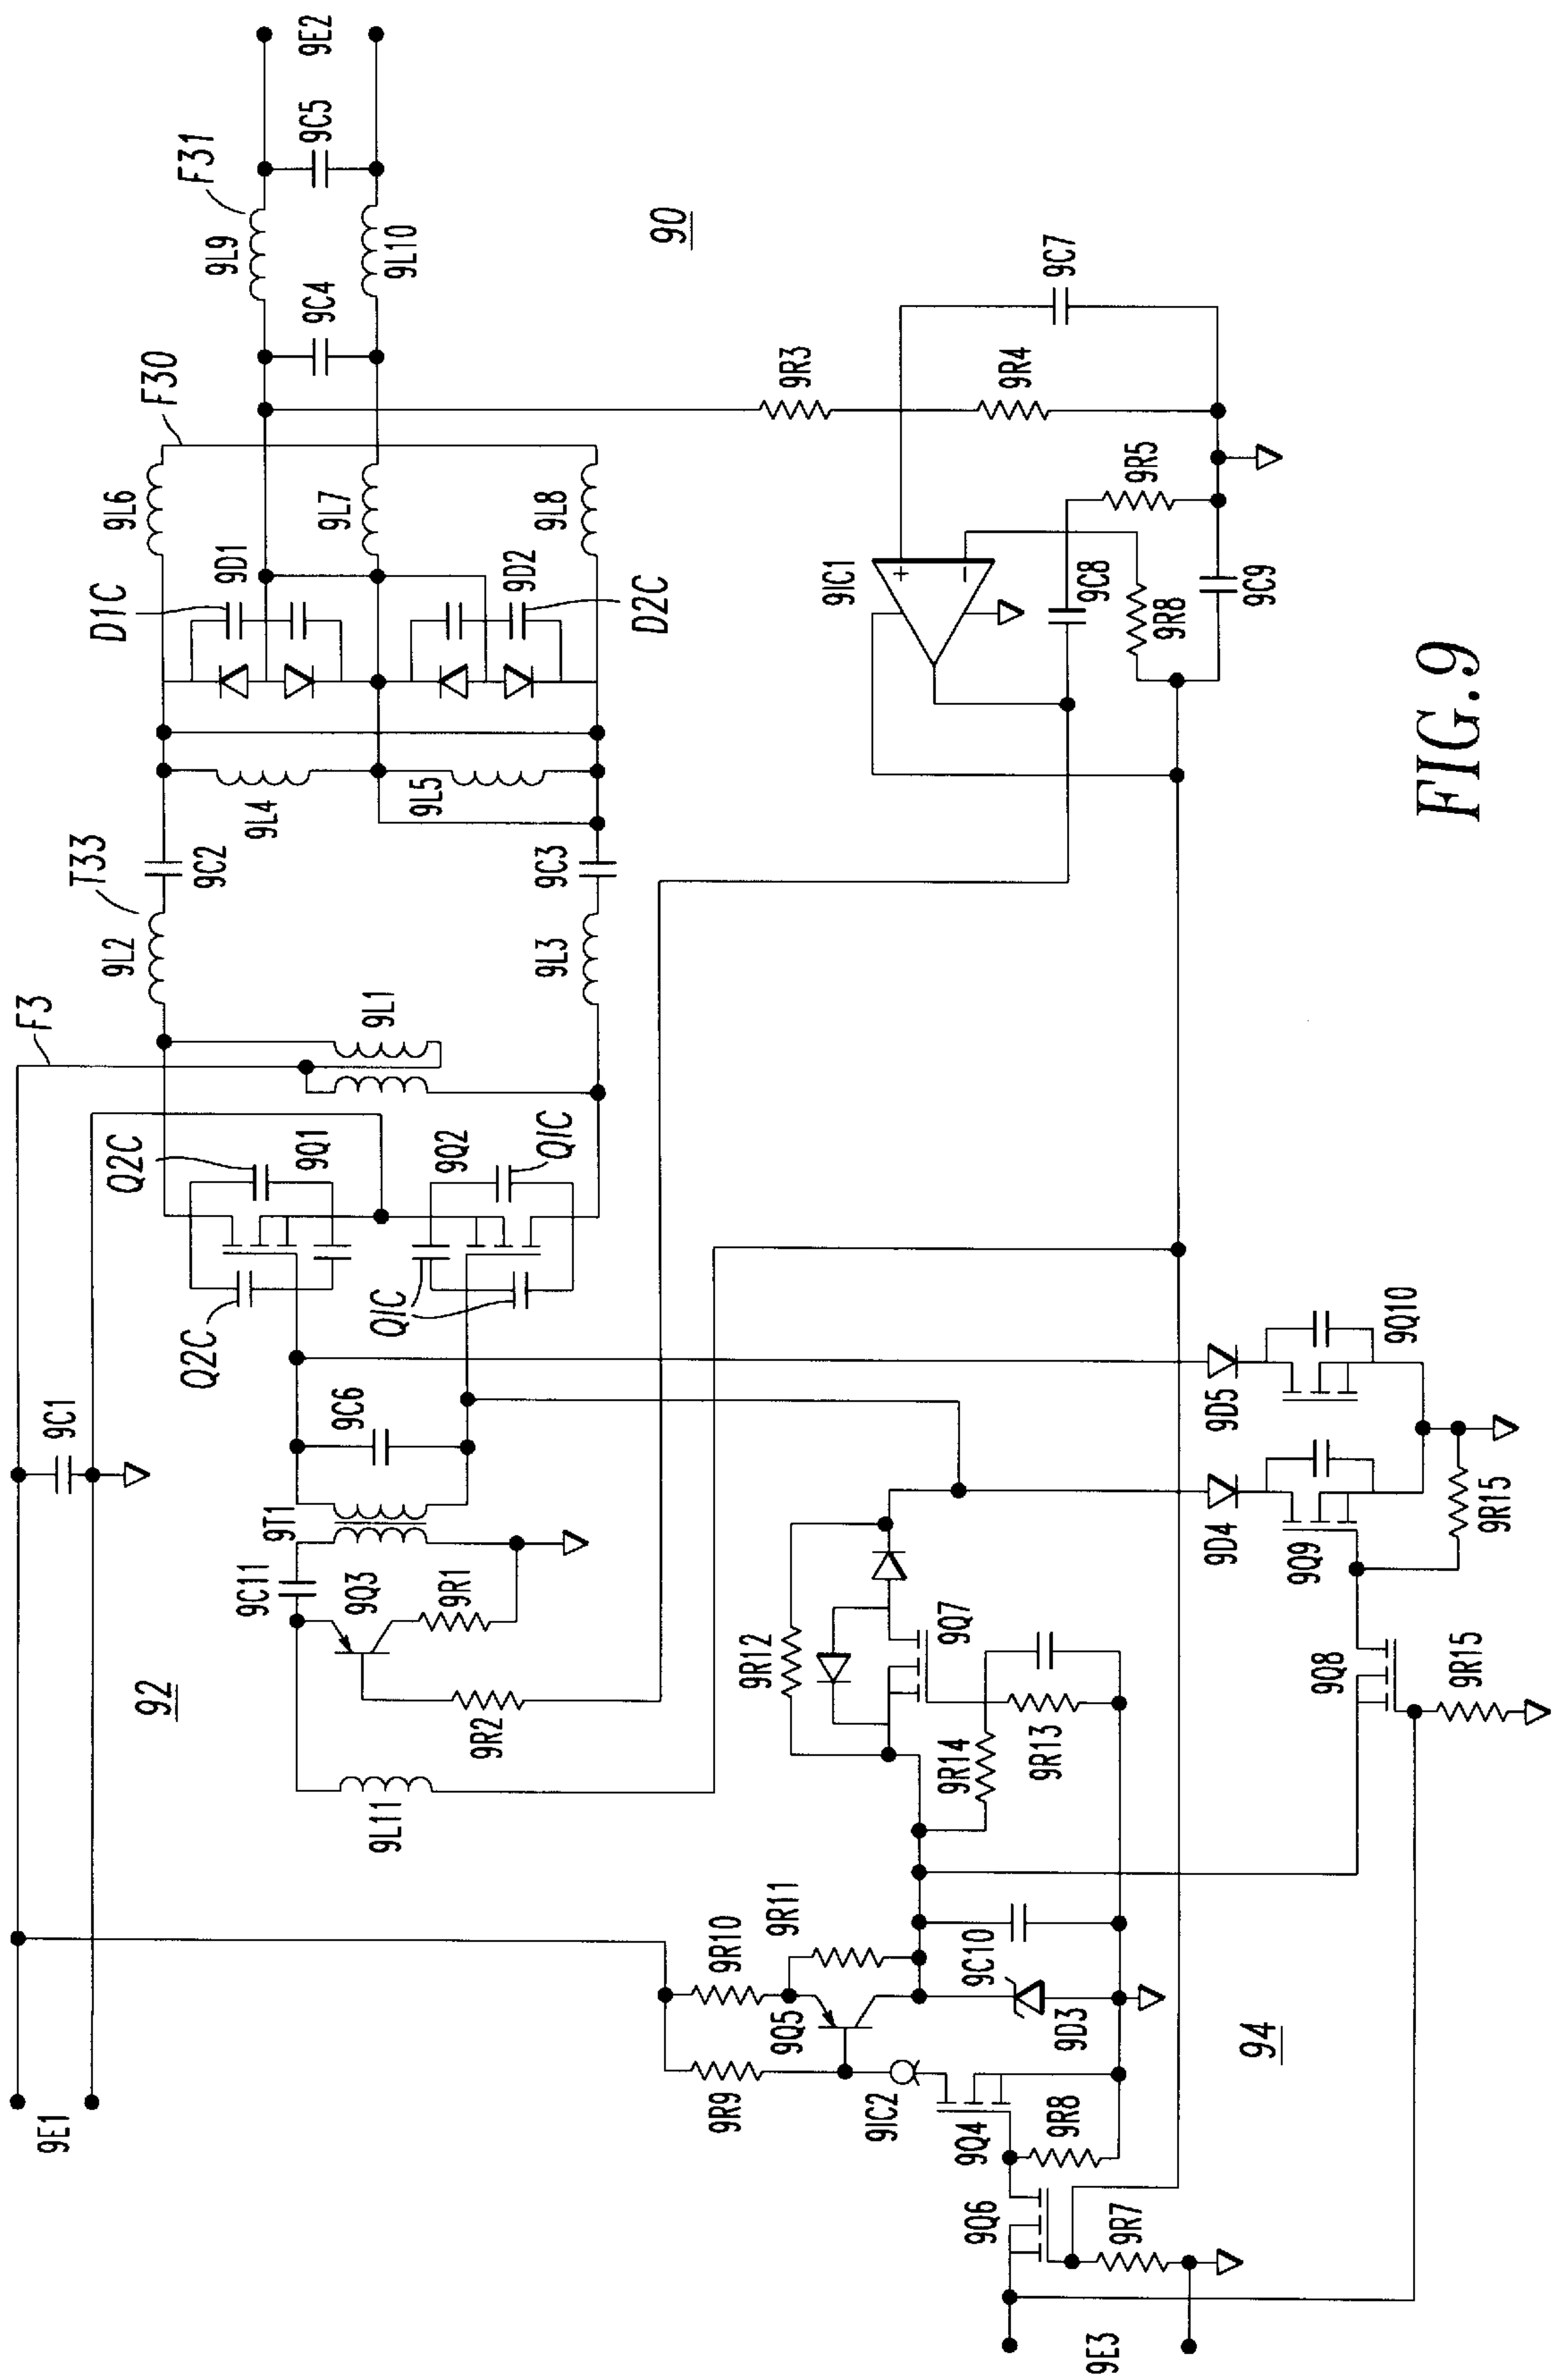 9E1
9C1
F3
92
9L11
9R2
9Q3
9R1
9C11
9T1
9C6
Q2C
Q2C
9Q1
Q1C
9Q2
Q1C
9L1
9L2
T33
9C2
9L3
9C3
9L4
9L5
D1C
9D1
9D2
D2C
9L6
9L7
9L8
F30
9C4
9L9
F31
9L10
9C5
9E2
90
9R3
9R4
9C7
9IC1
+
−
9C8
9R5
9R8
9C9
9R10
9R11
9R9
9Q5
9IC2
9C10
9D3
9Q4
9R8
9Q6
9R7
9E3
94
9R12
9Q7
9R14
9R13
9D4
9D5
9Q9
9Q10
9R15
9Q8
9R15
FIG.9